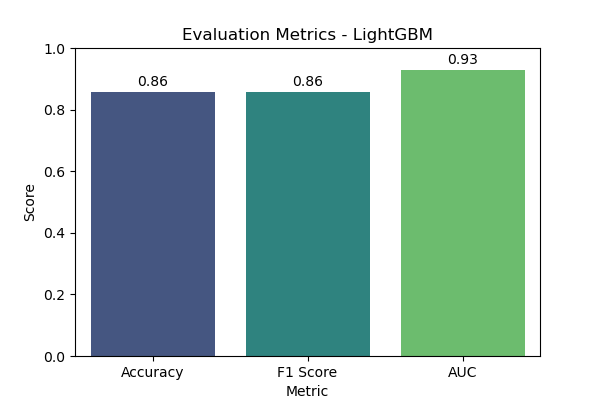 Evaluation Metrics - LightGBM
1.0
0.8
0.6
0.4
0.2
0.0
Score
0.86
0.86
0.93
Accuracy
F1 Score
AUC
Metric